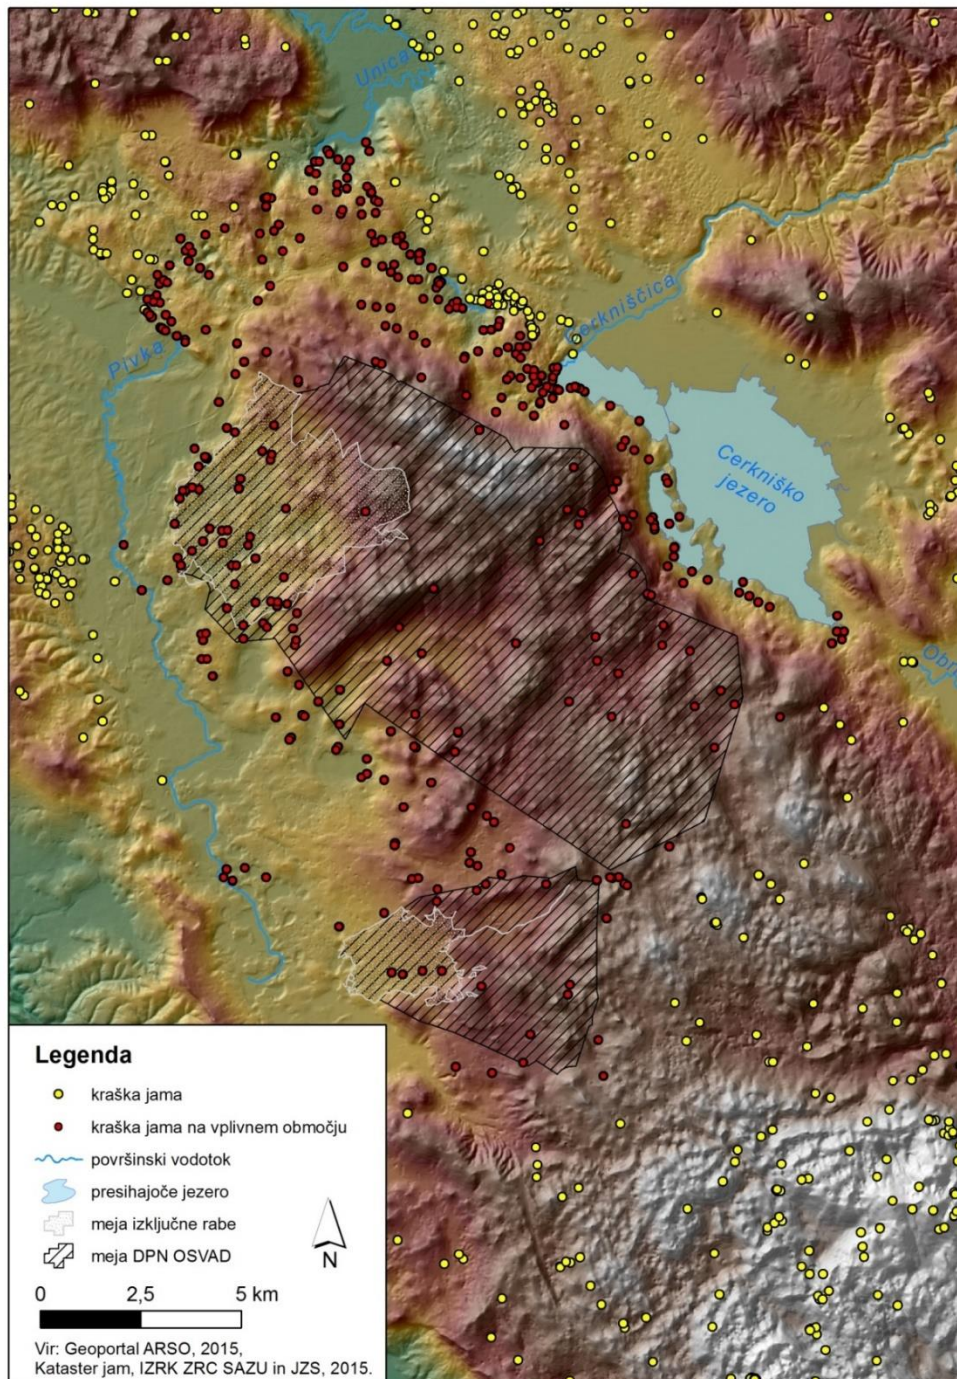 Unica
Cerkniščica
Pivka
Cerkniško
jezero
Obrh
Legenda
kraška jama
kraška jama na vplivnem območju
površinski vodotok
presihajoče jezero
meja izključne rabe
meja DPN OSVAD
N
0 2,5 5 km
Vir: Geoportal ARSO, 2015,
Kataster jam, IZRK ZRC SAZU in JZS, 2015.